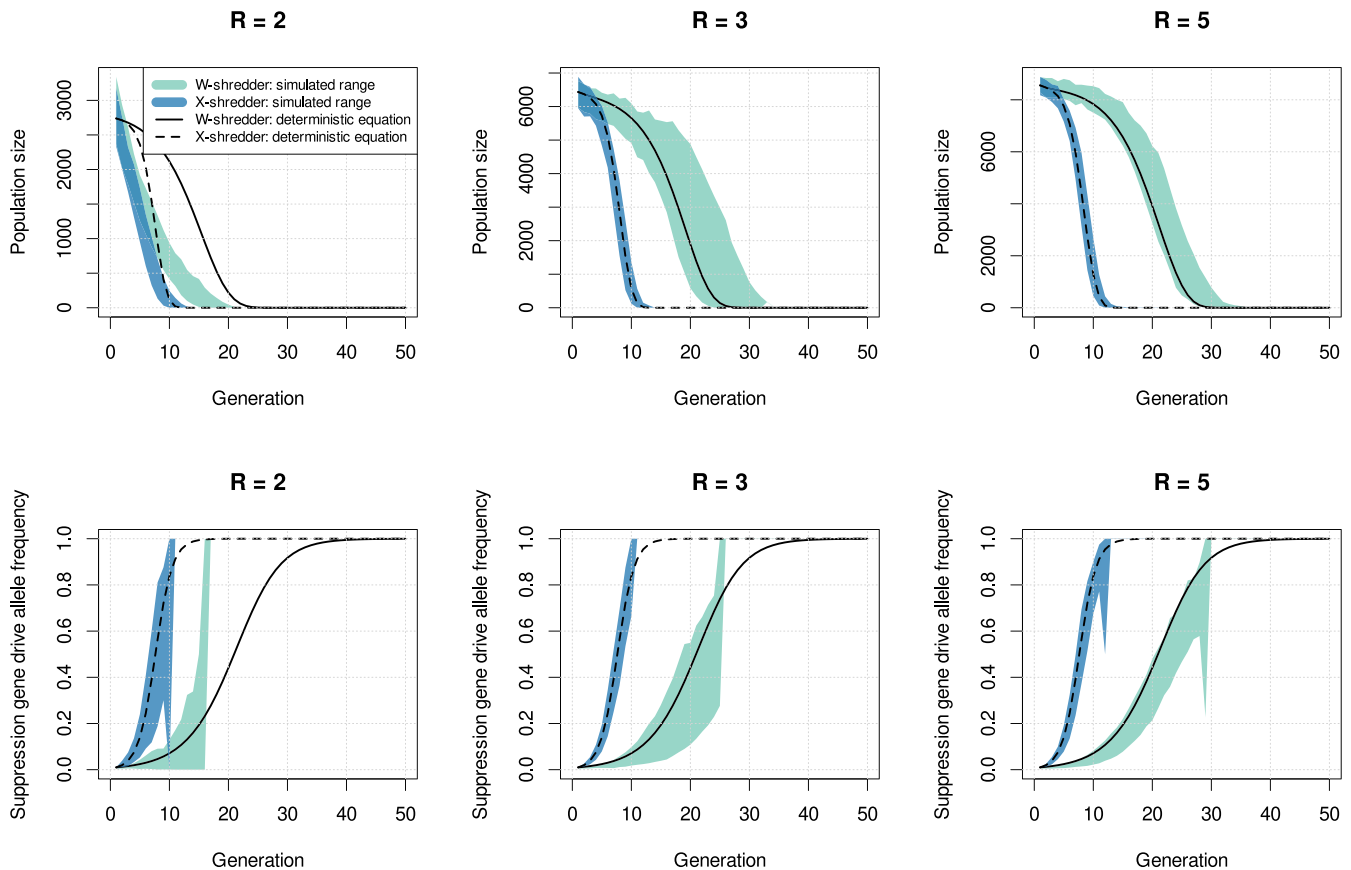 R = 2
R = 3
R = 5
Population size
3000
2000
1000
0
W-shredder: simulated range
X-shredder: simulated range
W-shredder: deterministic equation
X-shredder: deterministic equation
0 10 20 30 40 50
Generation
Population size
6000
4000
2000
0
0 10 20 30 40 50
Generation
Population size
6000
2000
0
0 10 20 30 40 50
Generation
R = 2
R = 3
R = 5
Suppression gene drive allele frequency
1.0
0.8
0.6
0.4
0.2
0.0
0 10 20 30 40 50
Generation
Suppression gene drive allele frequency
1.0
0.8
0.6
0.4
0.2
0.0
0 10 20 30 40 50
Generation
Suppression gene drive allele frequency
1.0
0.8
0.6
0.4
0.2
0.0
0 10 20 30 40 50
Generation